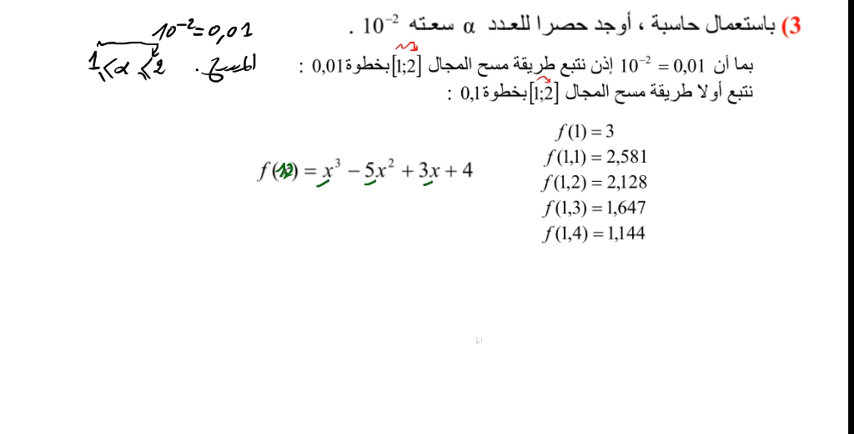 3) باستعمال حاسبة ، أوجد حصرا للعدد α سعته 10⁻² .
10⁻² = 0,01
بما أن 10⁻² = 0,01 إذن نتبع طريقة مسح المجال [1;2] بخطوة 0,01 :
1 ≤ α ≤ 2 المسح .
نتبع أولا طريقة مسح المجال [1;2] بخطوة 0,1 :
f(1) = 3
f(1,1) = 2,581
f( ) = x³ − 5x² + 3x + 4
f(1,2) = 2,128
f(1,3) = 1,647
f(1,4) = 1,144